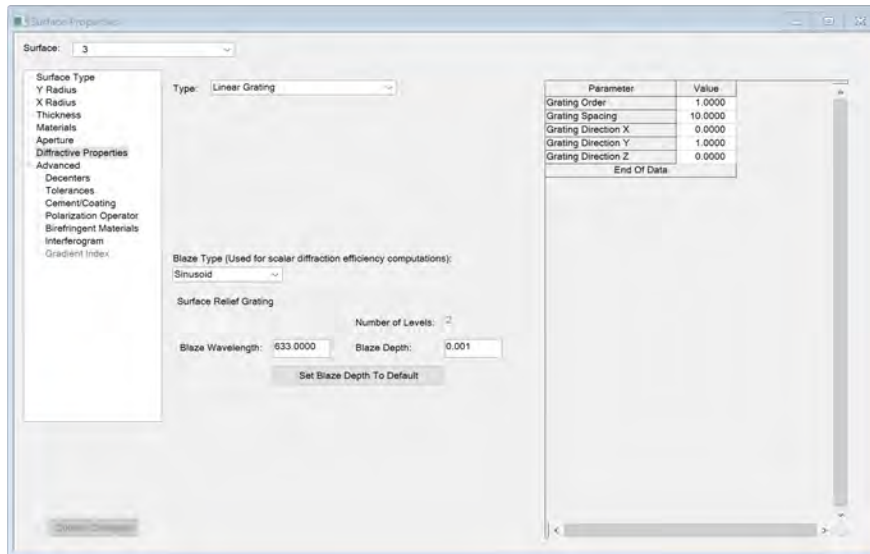 Surface Properties
Surface: 3
Surface Type
Y Radius
X Radius
Thickness
Materials
Aperture
Diffractive Properties
Advanced
Decenters
Tolerances
Cement/Coating
Polarization Operator
Birefringent Materials
Interferogram
Gradient Index
Type: Linear Grating
Blaze Type (Used for scalar diffraction efficiency computations):
Sinusoid
Surface Relief Grating
Number of Levels: 2
Blaze Wavelength: 633.0000 Blaze Depth: 0.001
Set Blaze Depth To Default
Parameter Value
Grating Order 1.0000
Grating Spacing 10.0000
Grating Direction X 0.0000
Grating Direction Y 1.0000
Grating Direction Z 0.0000
End Of Data